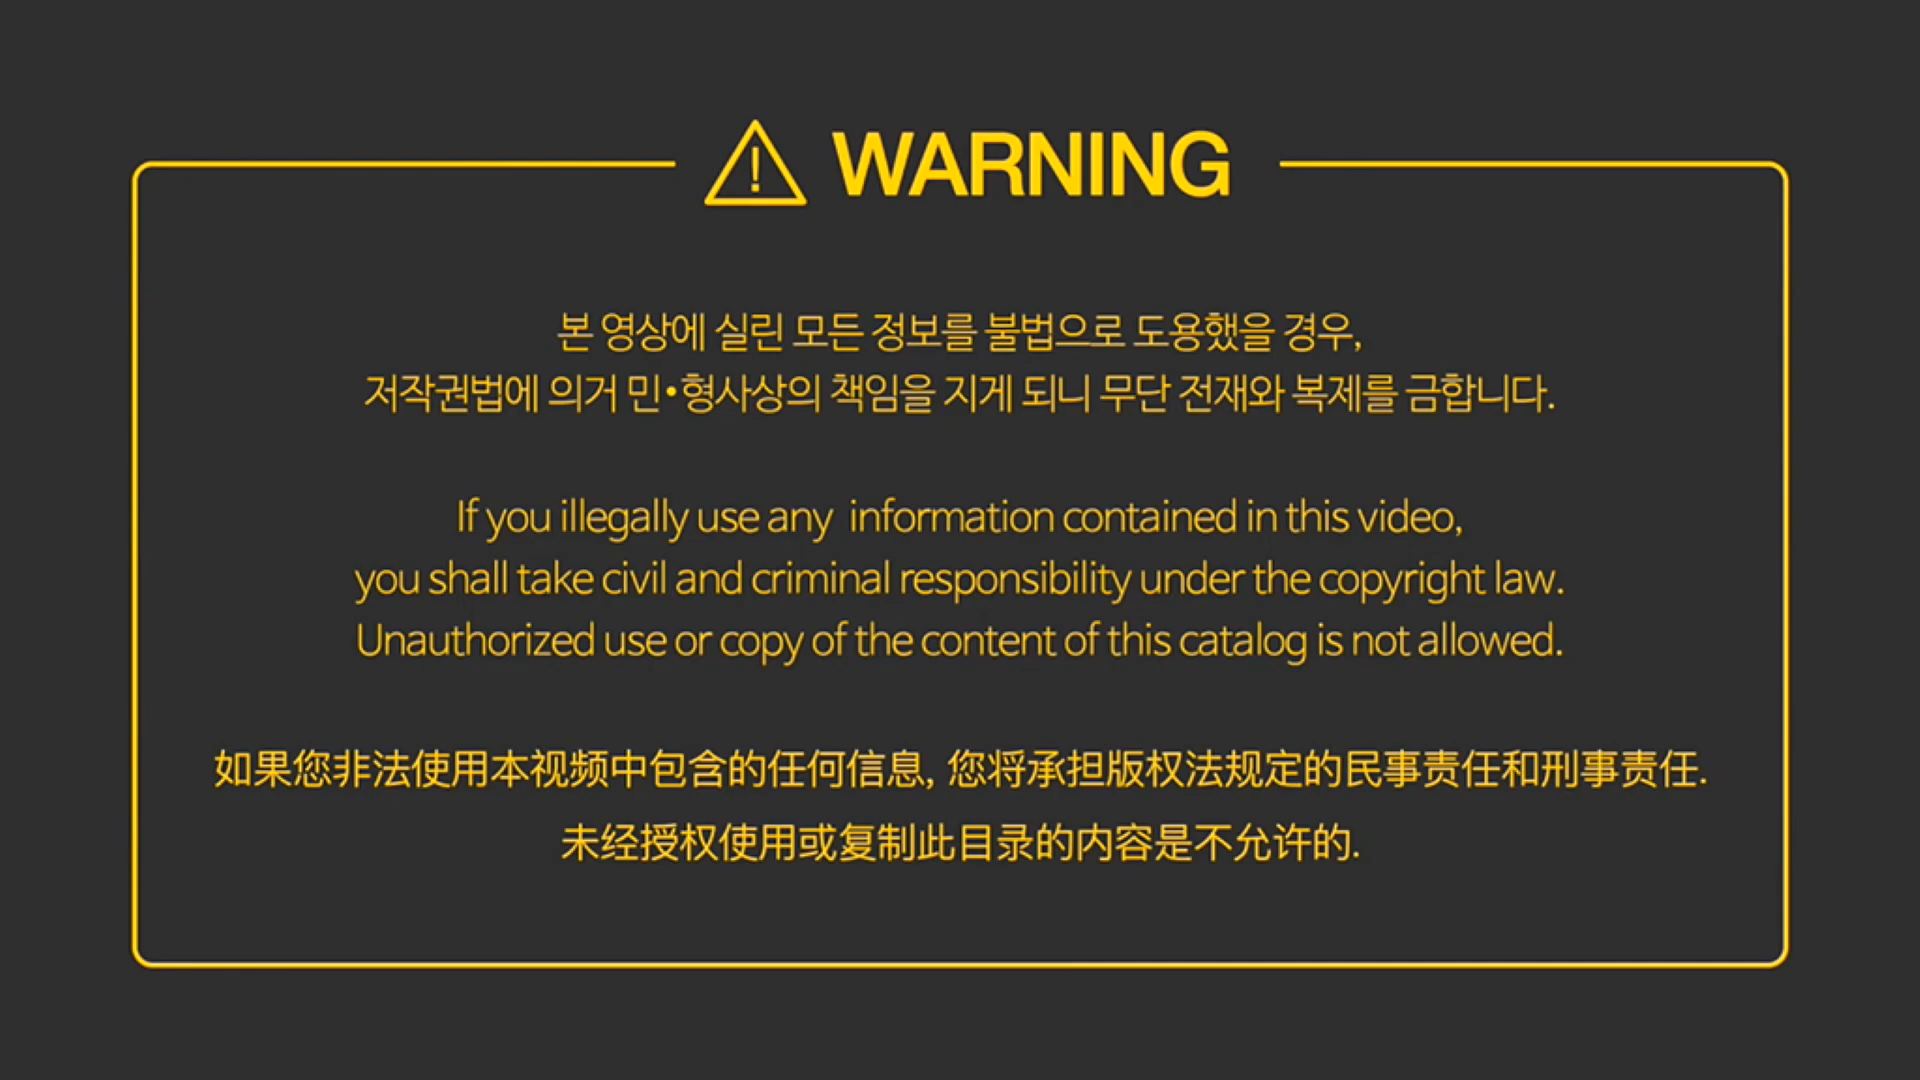 WARNING
본 영상에 실린 모든 정보를 불법으로 도용했을 경우,
저작권법에 의거 민•형사상의 책임을 지게 되니 무단 전재와 복제를 금합니다.
If you illegally use any  information contained in this video,
you shall take civil and criminal responsibility under the copyright law.
Unauthorized use or copy of the content of this catalog is not allowed.
如果您非法使用本视频中包含的任何信息, 您将承担版权法规定的民事责任和刑事责任.
未经授权使用或复制此目录的内容是不允许的.